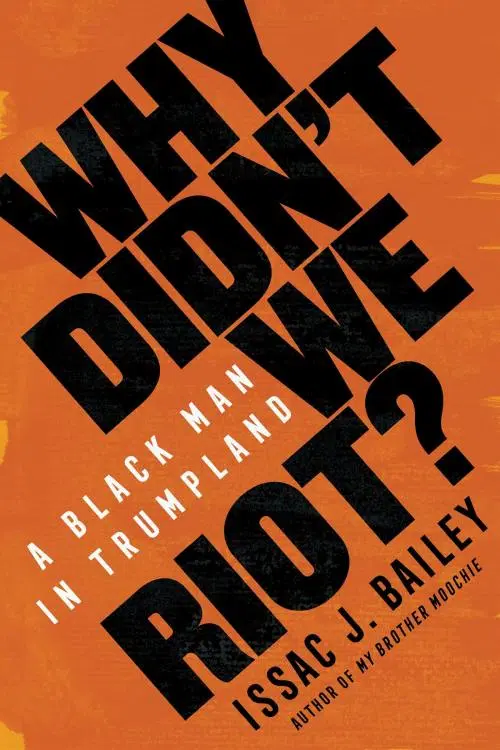 WHY
DIDN'T
WE
RIOT?
A BLACK MAN
IN TRUMPLAND
ISSAC J. BAILEY
AUTHOR OF MY BROTHER MOOCHIE